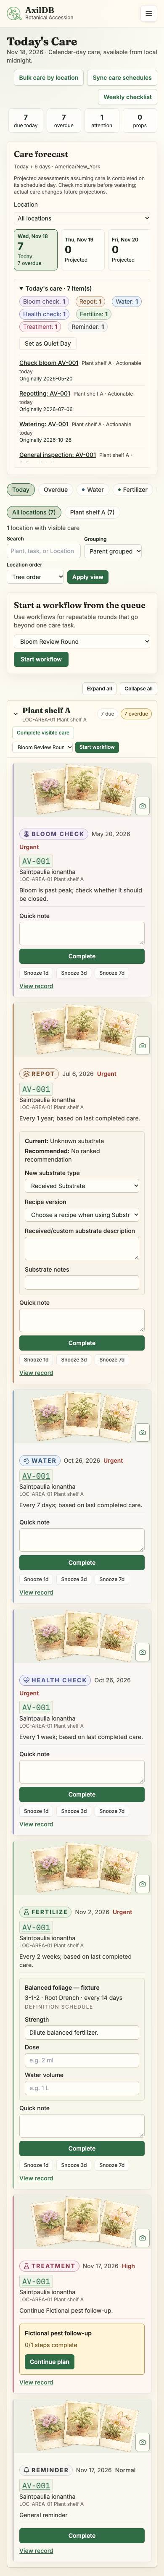 AxilDB
Botanical Accession
Today's Care
Nov 18, 2026 · Calendar-day care, available from local
midnight.
Bulk care by location
Sync care schedules
Weekly checklist
7
due today
7
overdue
1
attention
0
props
Care forecast
Today + 6 days · America/New_York
Projected assessments assume care is completed on
its scheduled day. Check moisture before watering;
actual care changes future projections.
Location
All locations
Wed, Nov 18
7
Today
7 overdue
Thu, Nov 19
0
Projected
Fri, Nov 20
0
Projected
▾ Today's care · 7 item(s)
Bloom check: 1
Repot: 1
Water: 1
Health check: 1
Fertilize: 1
Treatment: 1
Reminder: 1
Set as Quiet Day
Check bloom AV-001 Plant shelf A · Actionable
today
Originally 2026-05-20
Repotting: AV-001 Plant shelf A · Actionable
today
Originally 2026-07-06
Watering: AV-001 Plant shelf A · Actionable
today
Originally 2026-10-26
General inspection: AV-001 Plant shelf A ·
Today
Overdue
Water
Fertilizer
All locations (7)
Plant shelf A (7)
1 location with visible care
Search
Plant, task, or Location
Grouping
Parent grouped
Location order
Tree order
Apply view
Start a workflow from the queue
Use workflows for repeatable rounds that go
beyond one care task.
Bloom Review Round
Start workflow
Expand all
Collapse all
Plant shelf A
LOC-AREA-01 Plant shelf A
7 due
7 overdue
Complete visible care
Bloom Review Roun
Start workflow
BLOOM CHECK May 20, 2026
Urgent
AV-001
Saintpaulia ionantha
Bloom is past peak; check whether it should
be closed.
Quick note
Complete
Snooze 1d
Snooze 3d
Snooze 7d
View record
REPOT Jul 6, 2026 Urgent
AV-001
Saintpaulia ionantha
LOC-AREA-01 Plant shelf A
Every 1 year; based on last completed care.
Current: Unknown substrate
Recommended: No ranked
recommendation
New substrate type
Received Substrate
Recipe version
Choose a recipe when using Substr
Received/custom substrate description
Substrate notes
Quick note
Complete
Snooze 1d
Snooze 3d
Snooze 7d
View record
WATER Oct 26, 2026 Urgent
AV-001
Saintpaulia ionantha
LOC-AREA-01 Plant shelf A
Every 7 days; based on last completed care.
Quick note
Complete
Snooze 1d
Snooze 3d
Snooze 7d
View record
HEALTH CHECK Oct 26, 2026
Urgent
AV-001
Saintpaulia ionantha
LOC-AREA-01 Plant shelf A
Every 1 week; based on last completed care.
Quick note
Complete
Snooze 1d
Snooze 3d
Snooze 7d
View record
FERTILIZE Nov 2, 2026 Urgent
AV-001
Saintpaulia ionantha
LOC-AREA-01 Plant shelf A
Every 2 weeks; based on last completed
care.
Balanced foliage — fixture
3-1-2 · Root Drench · every 14 days
DEFINITION SCHEDULE
Strength
Dilute balanced fertilizer.
Dose
e.g. 2 ml
Water volume
e.g. 1 L
Quick note
Complete
Snooze 1d
Snooze 3d
Snooze 7d
View record
TREATMENT Nov 17, 2026 High
AV-001
Saintpaulia ionantha
LOC-AREA-01 Plant shelf A
Continue Fictional pest follow-up.
Fictional pest follow-up
0/1 steps complete
Continue plan
View record
REMINDER Nov 17, 2026 Normal
AV-001
Saintpaulia ionantha
LOC-AREA-01 Plant shelf A
General reminder
Complete
View record